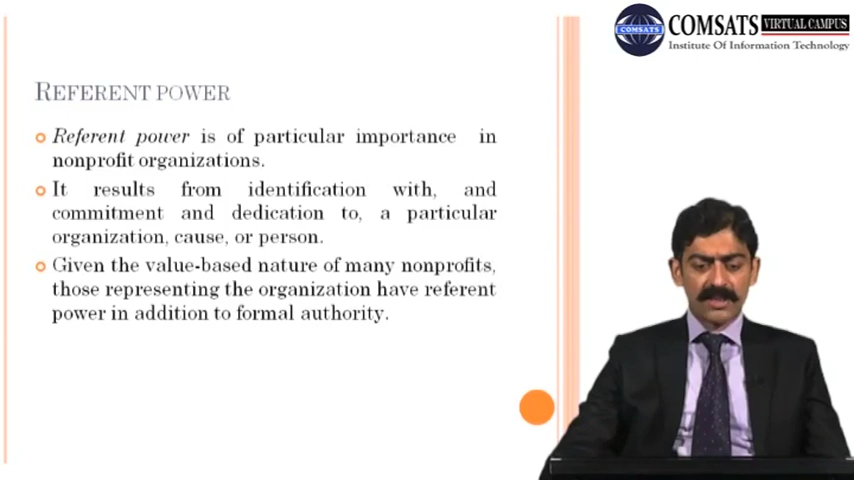 COMSATS VIRTUAL CAMPUS
COMSATS
Institute Of Information Technology
REFERENT POWER
Referent power is of particular importance in
nonprofit organizations.
It results from identification with, and
commitment and dedication to, a particular
organization, cause, or person.
Given the value-based nature of many nonprofits,
those representing the organization have referent
power in addition to formal authority.